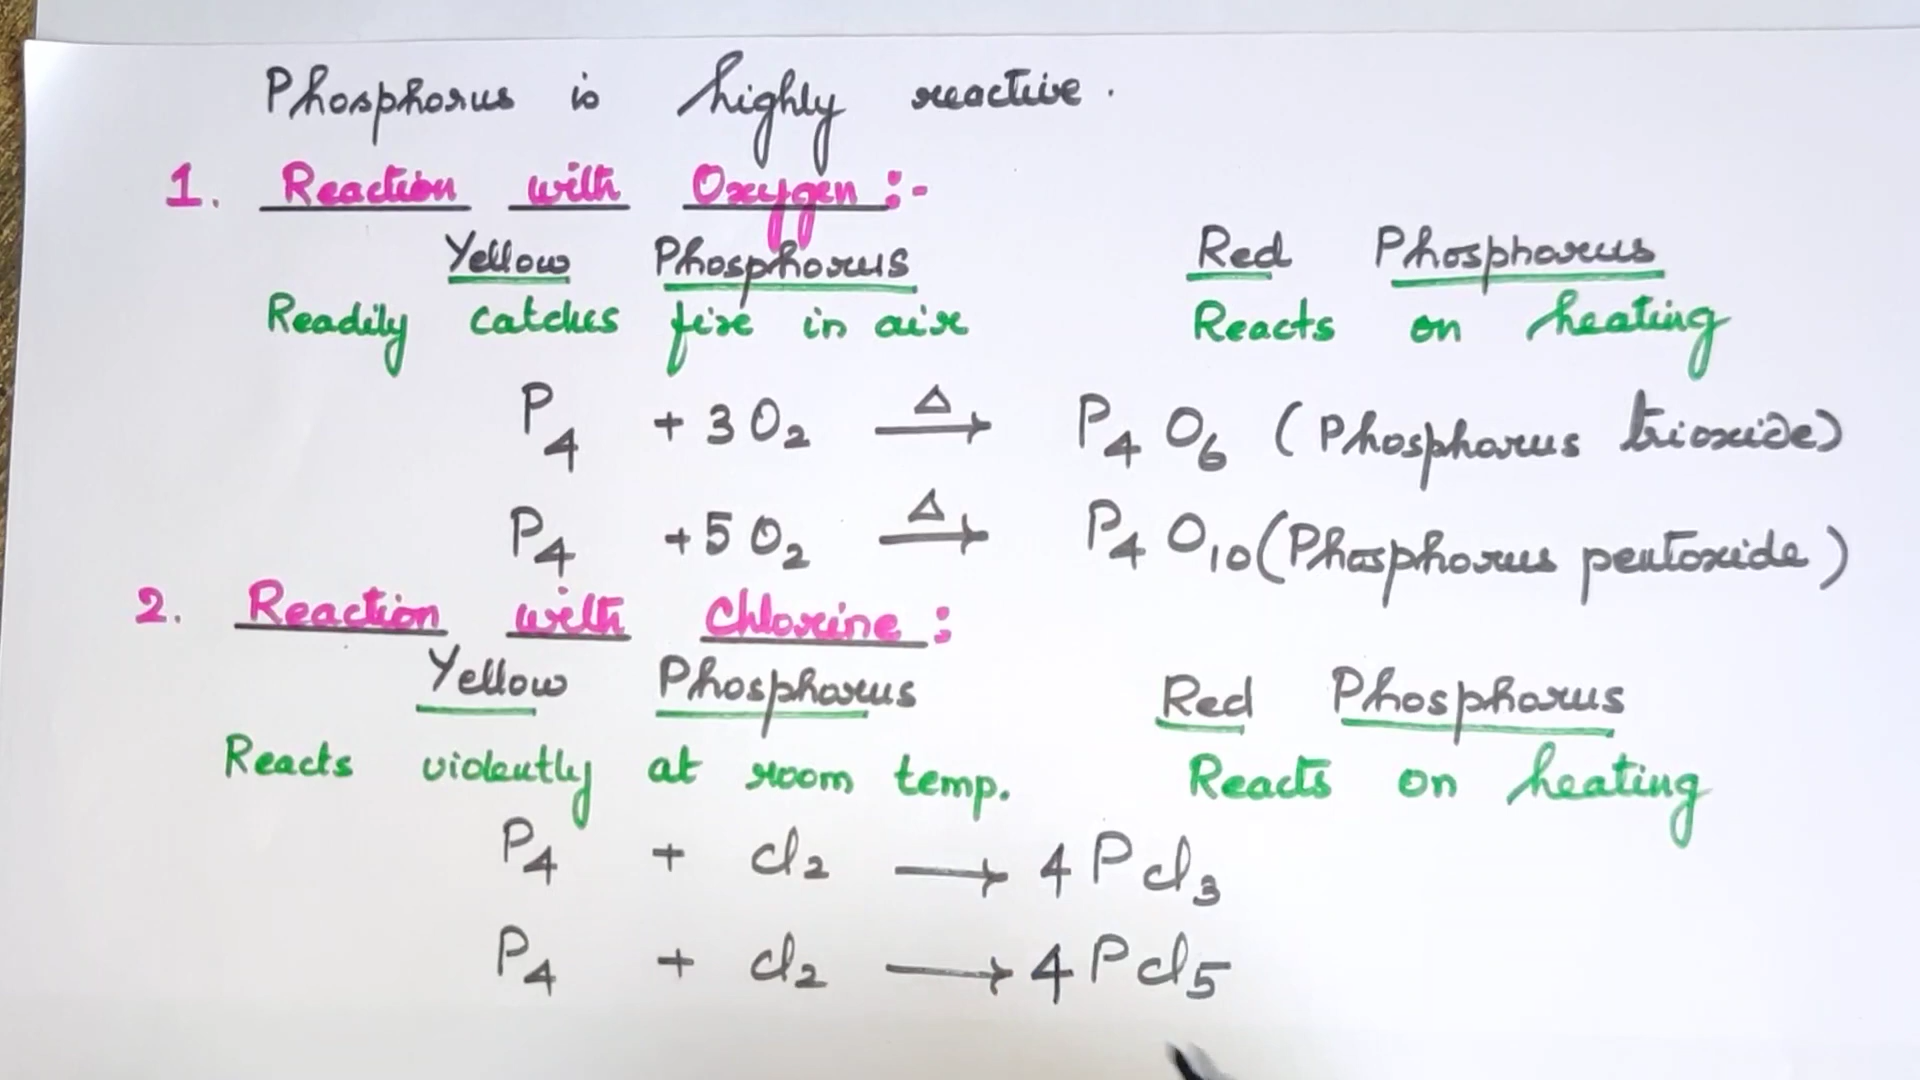 Phosphorus is highly reactive.
1. Reaction with Oxygen :-
Yellow Phosphorus Red Phosphorus
Readily catches fire in air Reacts on heating
P₄ + 3O₂ Δ→ P₄O₆ (Phosphorus trioxide)
P₄ + 5O₂ Δ→ P₄O₁₀ (Phosphorus pentoxide)
2. Reaction with Chlorine :
Yellow Phosphorus Red Phosphorus
Reacts violently at room temp. Reacts on heating
P₄ + Cl₂ → 4PCl₃
P₄ + Cl₂ → 4PCl₅